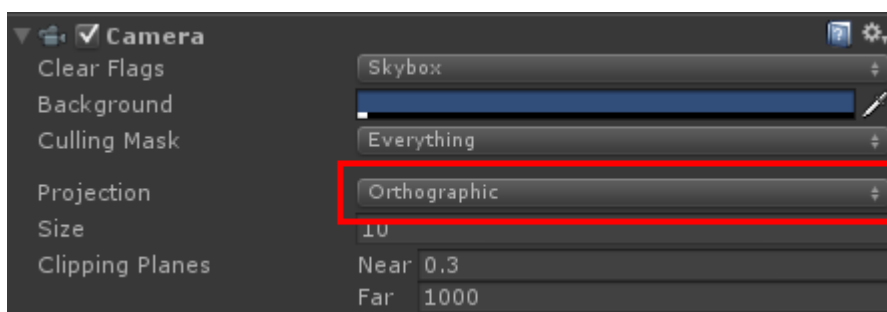 Camera
Clear Flags Skybox
Background
Culling Mask Everything
Projection Orthographic
Size 10
Clipping Planes Near 0.3
Far 1000